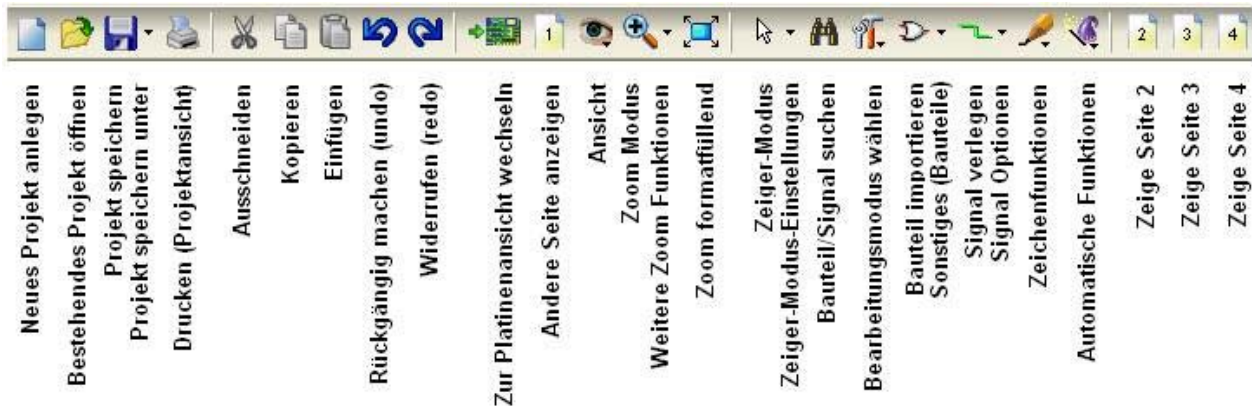 1
2
3
4
Neues Projekt anlegen
Bestehendes Projekt öffnen
Projekt speichern
Projekt speichern unter
Drucken (Projektansicht)
Ausschneiden
Kopieren
Einfügen
Rückgängig machen (undo)
Widerrufen (redo)
Zur Platinenansicht wechseln
Andere Seite anzeigen
Ansicht
Zoom Modus
Weitere Zoom Funktionen
Zoom formatfüllend
Zeiger-Modus
Zeiger-Modus-Einstellungen
Bauteil/Signal suchen
Bearbeitungsmodus wählen
Bauteil importieren
Sonstiges (Bauteile)
Signal verlegen
Signal Optionen
Zeichenfunktionen
Automatische Funktionen
Zeige Seite 2
Zeige Seite 3
Zeige Seite 4